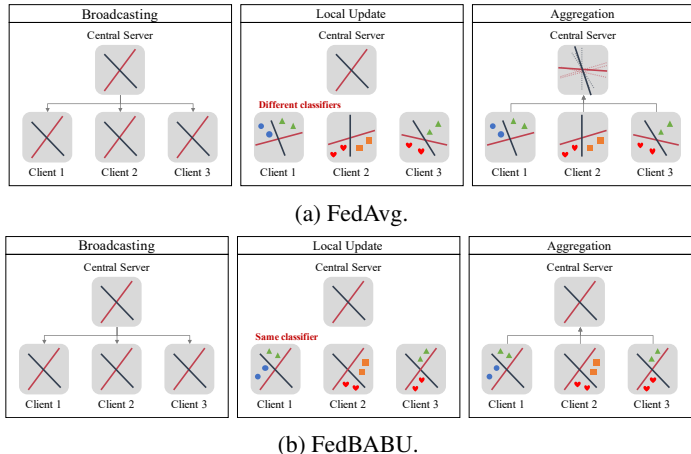 Broadcasting
Central Server
Client 1 Client 2 Client 3
Local Update
Central Server
Different classifiers
Client 1 Client 2 Client 3
Aggregation
Central Server
Client 1 Client 2 Client 3
(a) FedAvg.
Broadcasting
Central Server
Client 1 Client 2 Client 3
Local Update
Central Server
Same classifier
Client 1 Client 2 Client 3
Aggregation
Central Server
Client 1 Client 2 Client 3
(b) FedBABU.